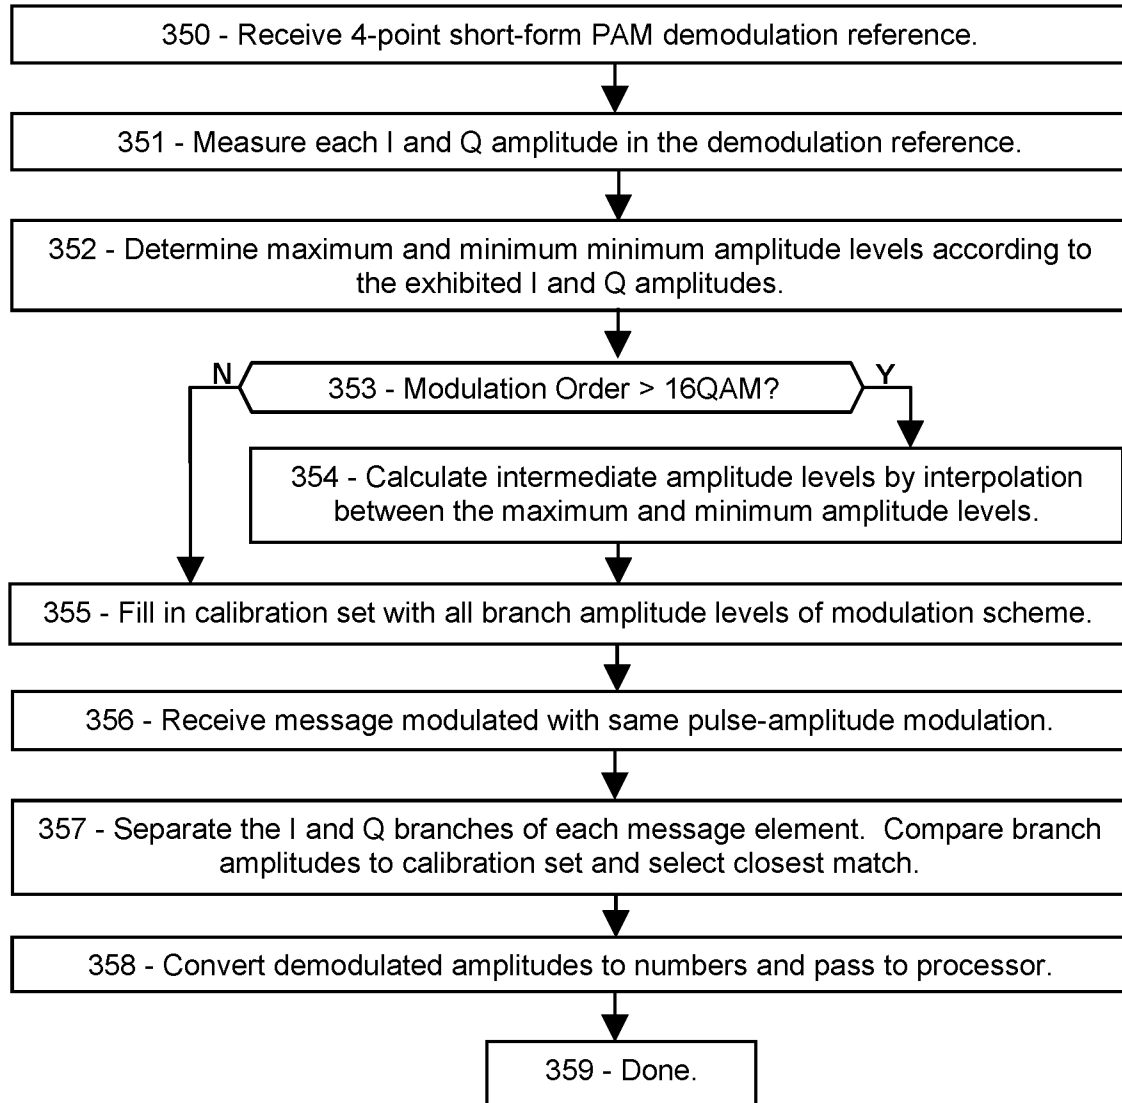 350 - Receive 4-point short-form PAM demodulation reference.
351 - Measure each I and Q amplitude in the demodulation reference.
352 - Determine maximum and minimum minimum amplitude levels according to
the exhibited I and Q amplitudes.
N
353 - Modulation Order > 16QAM?
Y
354 - Calculate intermediate amplitude levels by interpolation
between the maximum and minimum amplitude levels.
355 - Fill in calibration set with all branch amplitude levels of modulation scheme.
356 - Receive message modulated with same pulse-amplitude modulation.
357 - Separate the I and Q branches of each message element.  Compare branch
amplitudes to calibration set and select closest match.
358 - Convert demodulated amplitudes to numbers and pass to processor.
359 - Done.